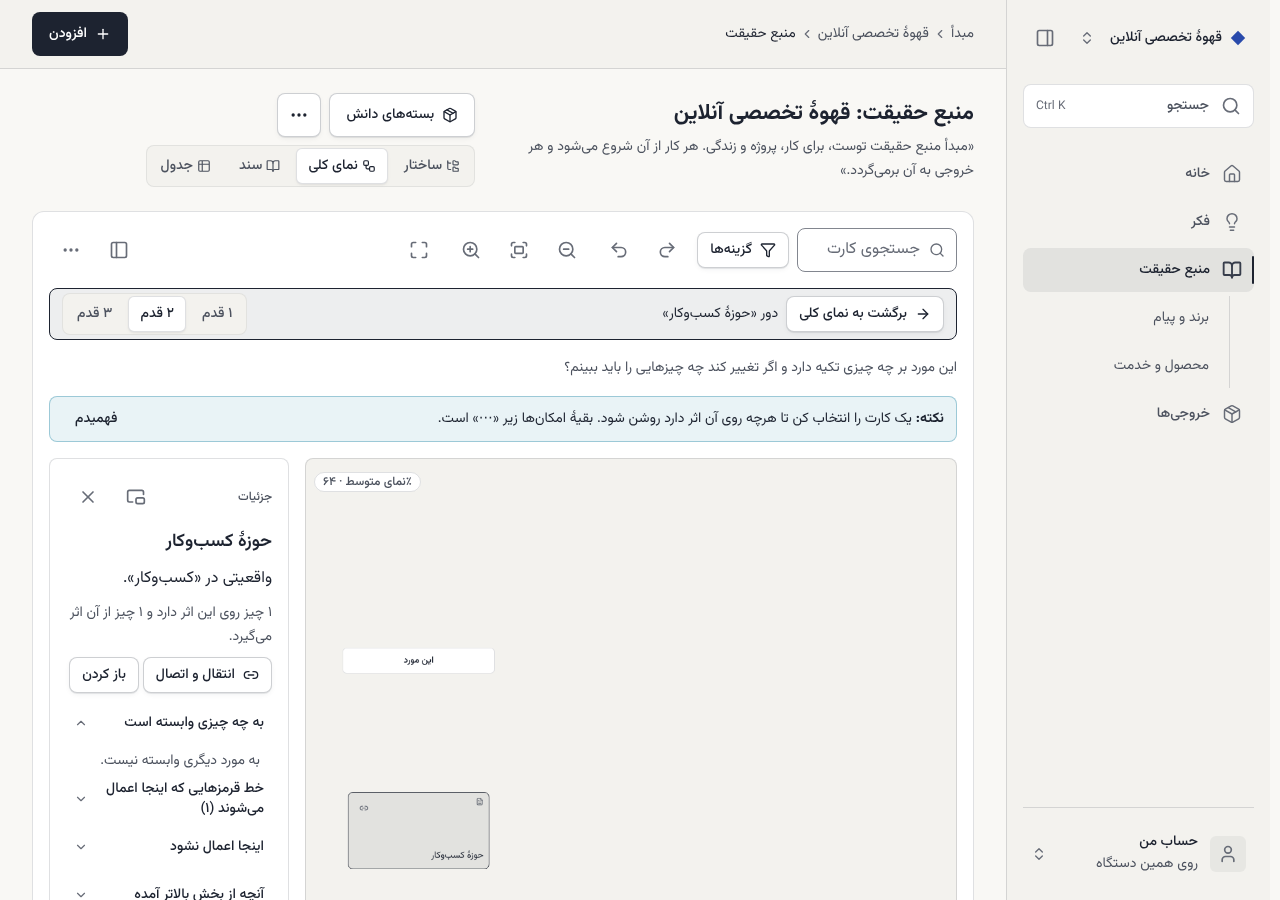 قهوهٔ تخصصی آنلاین
جستجو
Ctrl K
خانه
فکر
منبع حقیقت
برند و پیام
محصول و خدمت
خروجی‌ها
حساب من
روی همین دستگاه
مبدأ › قهوهٔ تخصصی آنلاین › منبع حقیقت
افزودن
منبع حقیقت: قهوهٔ تخصصی آنلاین
«مبدأ منبع حقیقت توست، برای کار، پروژه و زندگی. هر کار از آن شروع می‌شود و هر
خروجی به آن برمی‌گردد.»
بسته‌های دانش
ساختار
نمای کلی
سند
جدول
جستجوی کارت
گزینه‌ها
برگشت به نمای کلی
دور «حوزهٔ کسب‌وکار»
۱ قدم
۲ قدم
۳ قدم
این مورد بر چه چیزی تکیه دارد و اگر تغییر کند چه چیزهایی را باید ببینم؟
نکته: یک کارت را انتخاب کن تا هرچه روی آن اثر دارد روشن شود. بقیهٔ امکان‌ها زیر «⋯» است.
فهمیدم
٪نمای متوسط · ۶۴
این مورد
حوزهٔ کسب‌وکار
جزئیات
حوزهٔ کسب‌وکار
واقعیتی در «کسب‌وکار».
۱ چیز روی این اثر دارد و ۱ چیز از آن اثر
می‌گیرد.
انتقال و اتصال
باز کردن
به چه چیزی وابسته است
به مورد دیگری وابسته نیست.
خط قرمزهایی که اینجا اعمال
می‌شوند (۱)
اینجا اعمال نشود
آنچه از بخش بالاتر آمده